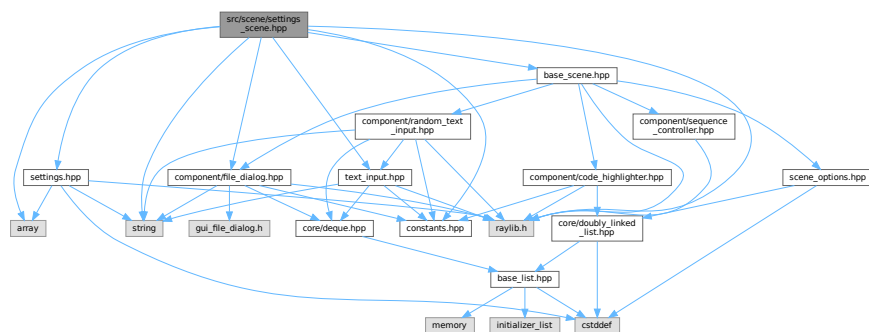 src/scene/settings
_scene.hpp
base_scene.hpp
component/random_text
_input.hpp
component/sequence
_controller.hpp
settings.hpp
component/file_dialog.hpp
text_input.hpp
component/code_highlighter.hpp
scene_options.hpp
array
string
gui_file_dialog.h
core/deque.hpp
constants.hpp
raylib.h
core/doubly_linked
_list.hpp
base_list.hpp
memory
initializer_list
cstddef